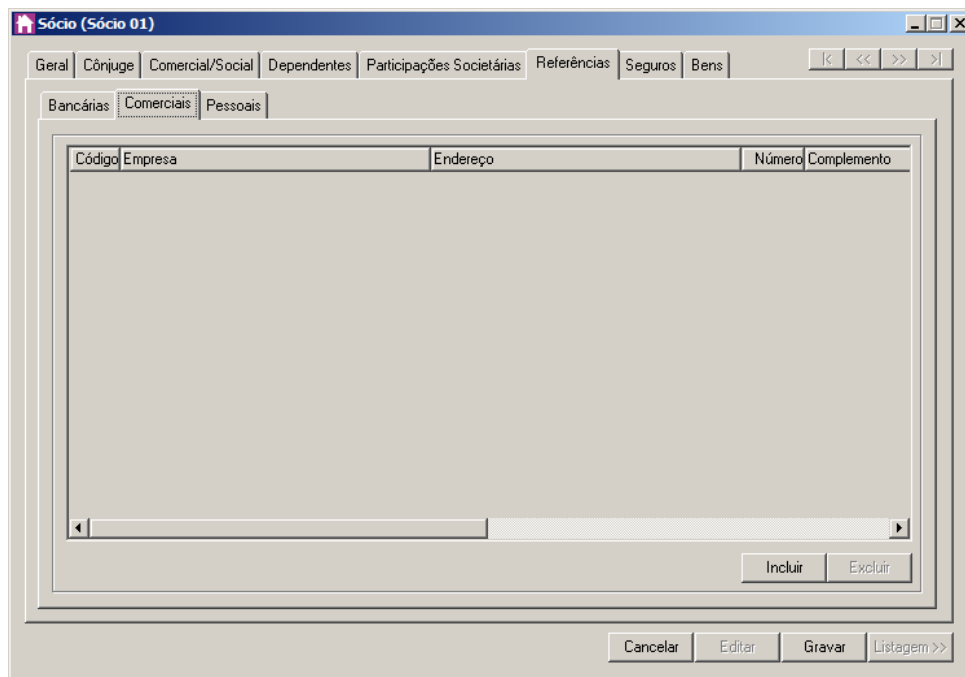 Sócio (Sócio 01)
Geral Cônjuge Comercial/Social Dependentes Participações Societárias Referências Seguros Bens |< << >> >|
Bancárias Comerciais Pessoais
Código Empresa Endereço Número Complemento
Incluir Excluir
Cancelar Editar Gravar Listagem >>